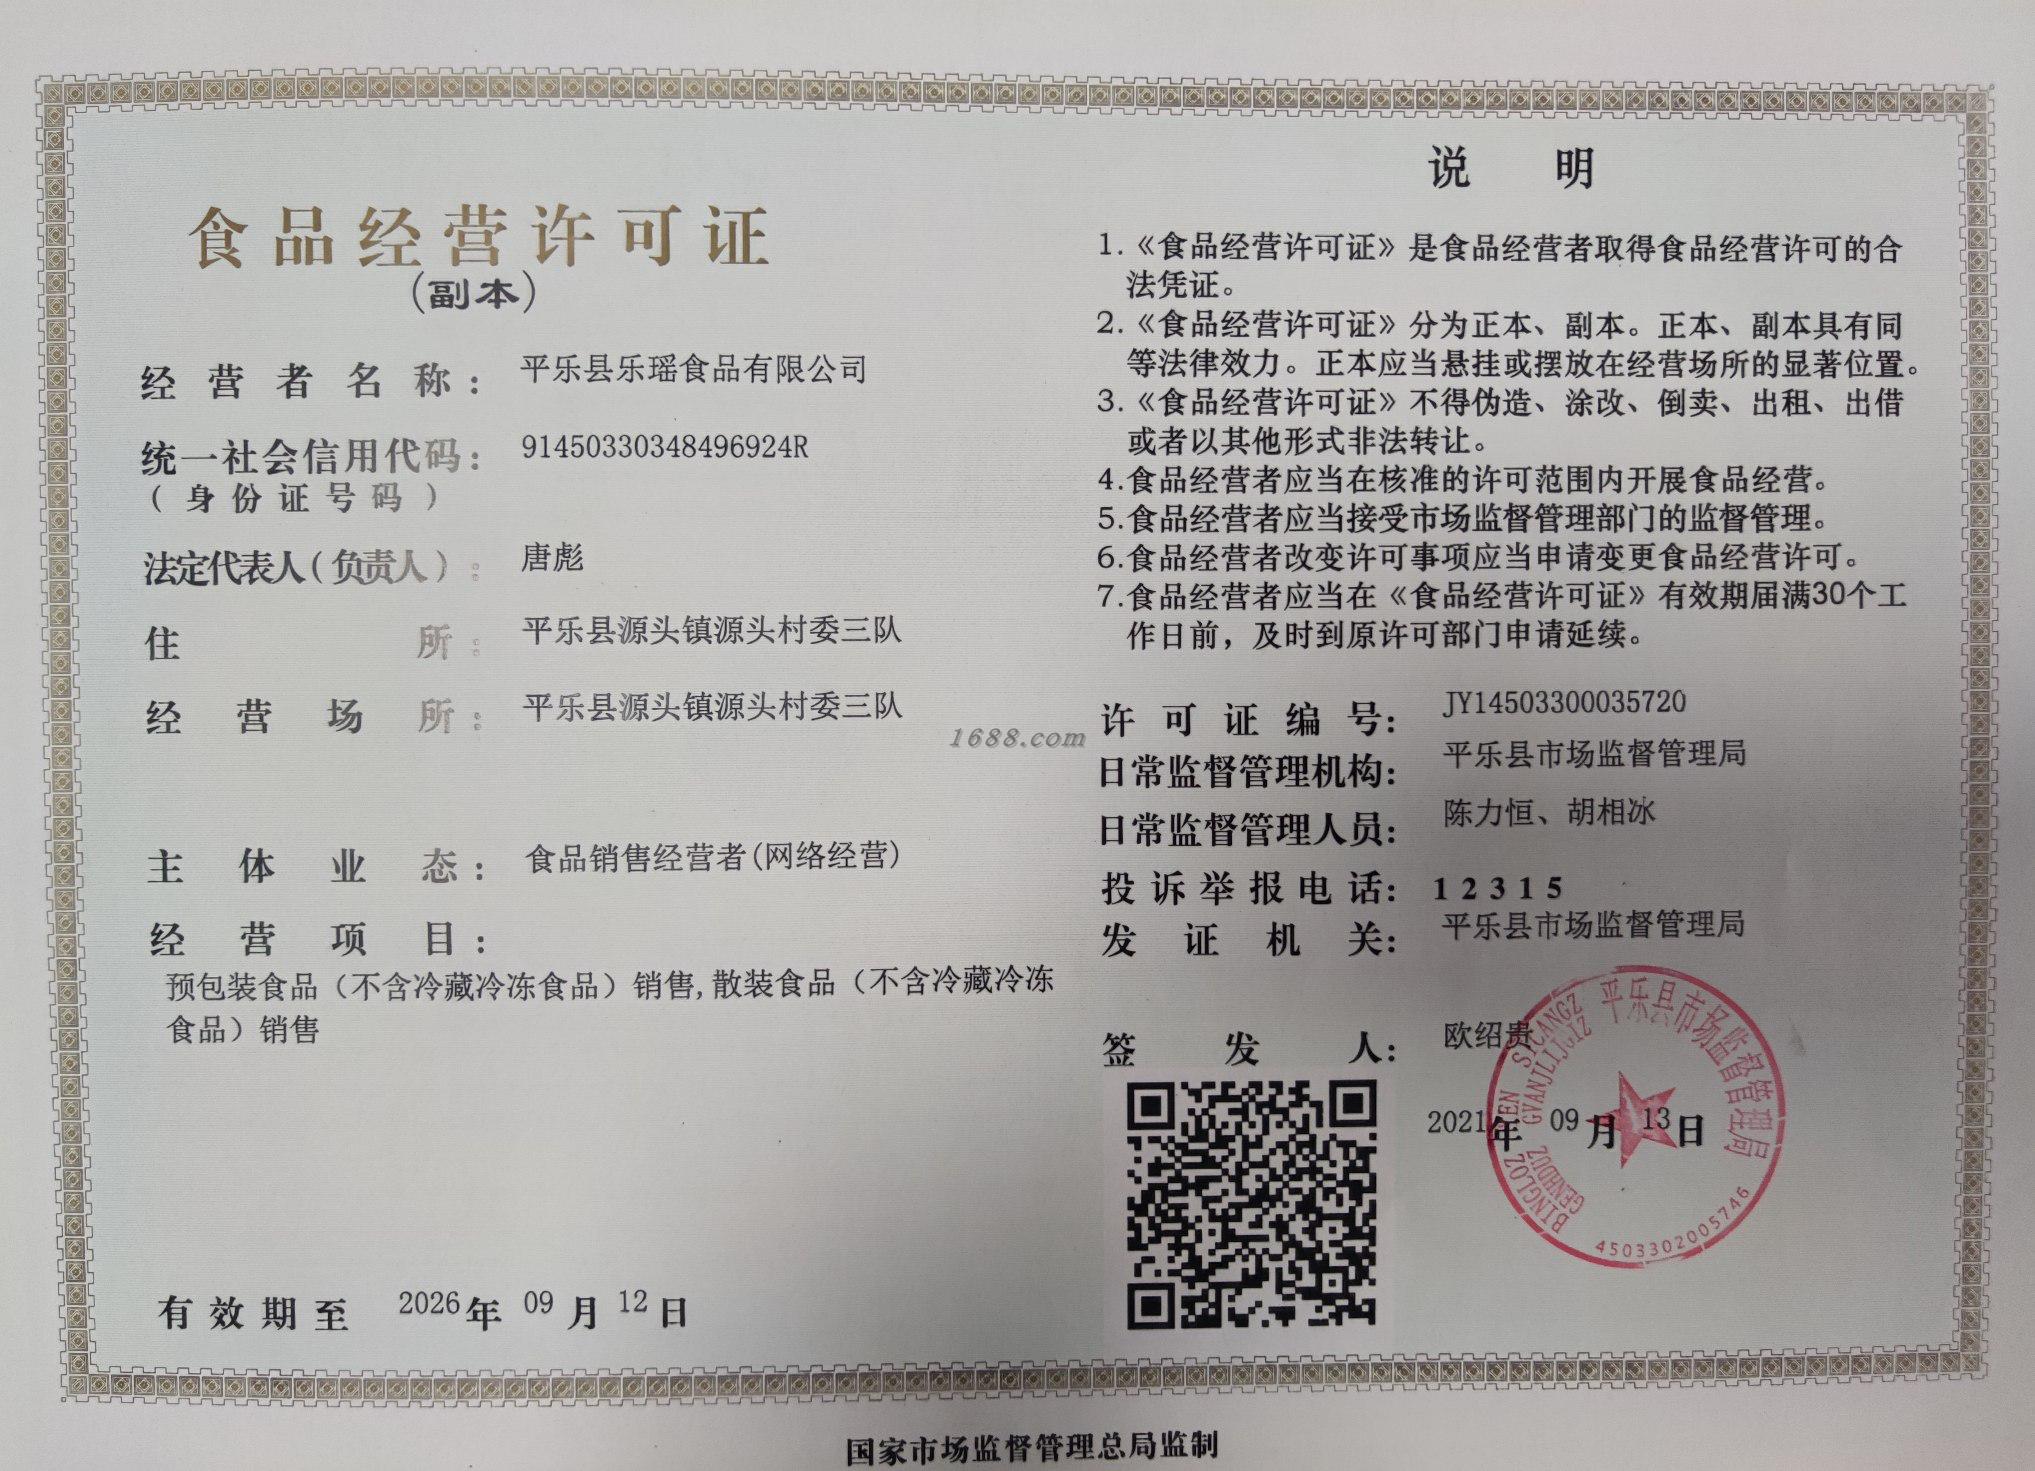 食品经营许可证
(副本)
经营者名称：平乐县乐瑶食品有限公司
统一社会信用代码：91450330348496924R
（身份证号码）
法定代表人(负责人)：唐彪
住所：平乐县源头镇源头村委三队
经营场所：平乐县源头镇源头村委三队
主体业态：食品销售经营者(网络经营)
经营项目：
预包装食品（不含冷藏冷冻食品）销售,散装食品（不含冷藏冷冻
食品）销售
有效期至 2026年09月12日
1688.com
说明
1.《食品经营许可证》是食品经营者取得食品经营许可的合
法凭证。
2.《食品经营许可证》分为正本、副本。正本、副本具有同
等法律效力。正本应当悬挂或摆放在经营场所的显著位置。
3.《食品经营许可证》不得伪造、涂改、倒卖、出租、出借
或者以其他形式非法转让。
4.食品经营者应当在核准的许可范围内开展食品经营。
5.食品经营者应当接受市场监督管理部门的监督管理。
6.食品经营者改变许可事项应当申请变更食品经营许可。
7.食品经营者应当在《食品经营许可证》有效期届满30个工
作日前，及时到原许可部门申请延续。
许可证编号：JY14503300035720
日常监督管理机构：平乐县市场监督管理局
日常监督管理人员：陈力恒、胡相冰
投诉举报电话：12315
发证机关：平乐县市场监督管理局
签发人：欧绍贵
2021年09月13日
平乐县市场监督管理局
BINGLOZ YEN SICANGZ
GENHDUZ GVANJLIJGIZ
4503302005746
国家市场监督管理总局监制